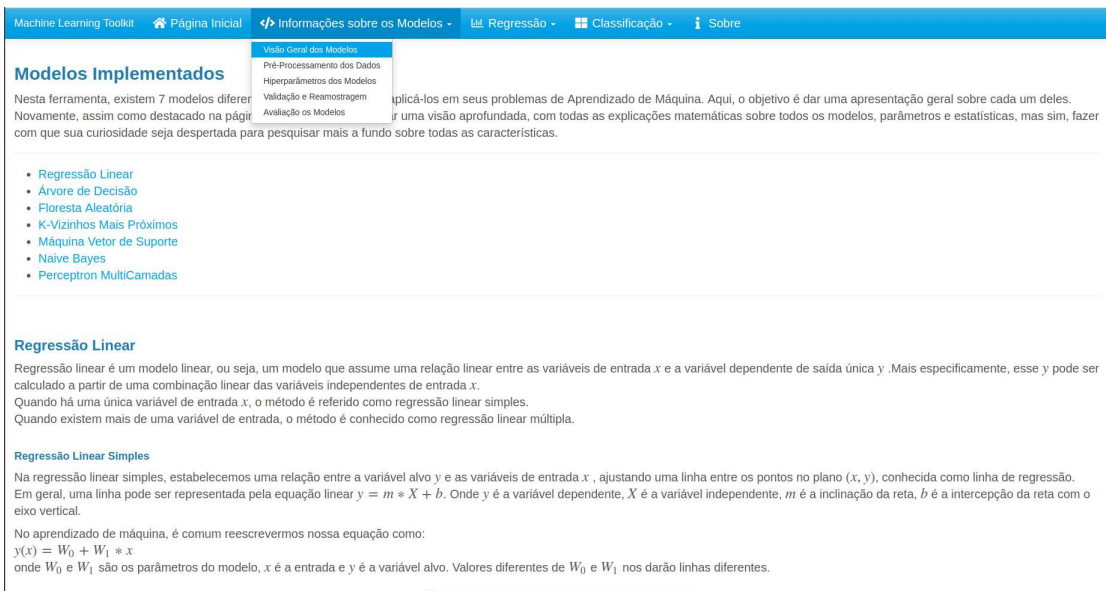 Machine Learning Toolkit Página Inicial </> Informações sobre os Modelos Regressão Classificação Sobre
Visão Geral dos Modelos
Pré-Processamento dos Dados
Hiperparâmetros dos Modelos
Validação e Reamostragem
Avaliação os Modelos
Modelos Implementados
Nesta ferramenta, existem 7 modelos aplicá-los em seus problemas de Aprendizado de Máquina. Aqui, o objetivo é dar uma apresentação geral sobre cada um deles.
Novamente, assim como destacado na uma visão aprofundada, com todas as explicações matemáticas sobre todos os modelos, parâmetros e estatísticas, mas sim, fazer
com que sua curiosidade seja despertada para pesquisar mais a fundo sobre todas as características.
• Regressão Linear
• Árvore de Decisão
• Floresta Aleatória
• K-Vizinhos Mais Próximos
• Máquina Vetor de Suporte
• Naive Bayes
• Perceptron MultiCamadas
Regressão Linear
Regressão linear é um modelo linear, ou seja, um modelo que assume uma relação linear entre as variáveis de entrada x e a variável dependente de saída única y .Mais especificamente, esse y pode ser
calculado a partir de uma combinação linear das variáveis independentes de entrada x.
Quando há uma única variável de entrada x, o método é referido como regressão linear simples.
Quando existem mais de uma variável de entrada, o método é conhecido como regressão linear múltipla.
Regressão Linear Simples
Na regressão linear simples, estabelecemos uma relação entre a variável alvo y e as variáveis de entrada x , ajustando uma linha entre os pontos no plano (x, y), conhecida como linha de regressão.
Em geral, uma linha pode ser representada pela equação linear y = m * X + b. Onde y é a variável dependente, X é a variável independente, m é a inclinação da reta, b é a intercepção da reta com o
eixo vertical.
No aprendizado de máquina, é comum reescrevermos nossa equação como:
y(x) = W₀ + W₁ * x
onde W₀ e W₁ são os parâmetros do modelo, x é a entrada e y é a variável alvo. Valores diferentes de W₀ e W₁ nos darão linhas diferentes.